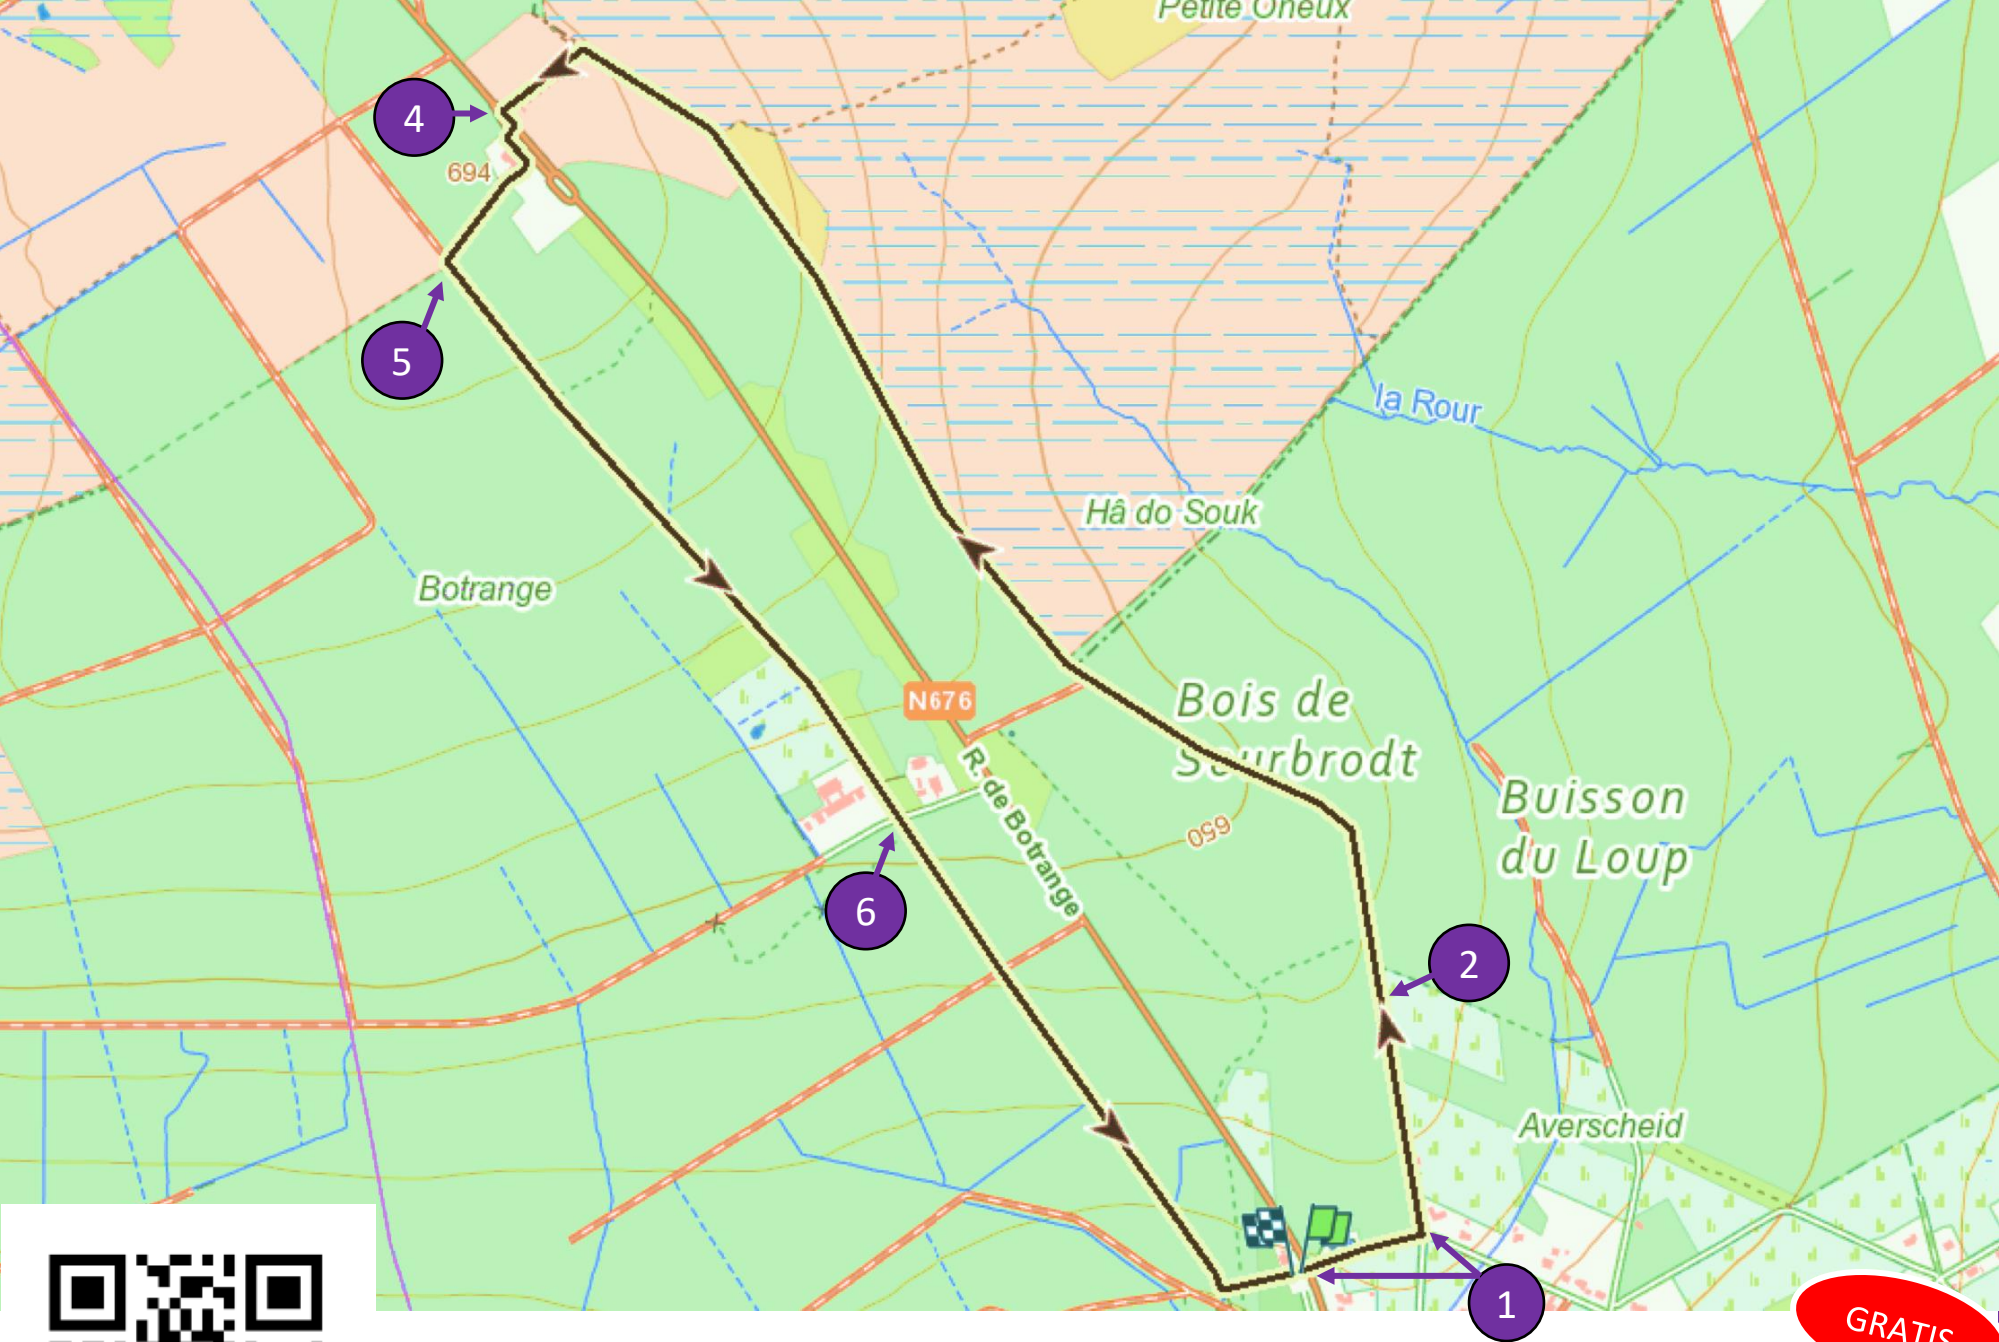 Petite Oneux
4
694
5
la Rour
Hâ do Souk
Botrange
N676
Bois de
Sourbrodt
R. de Botrange
Buisson
du Loup
650
6
2
Averscheid
1
GRATIS